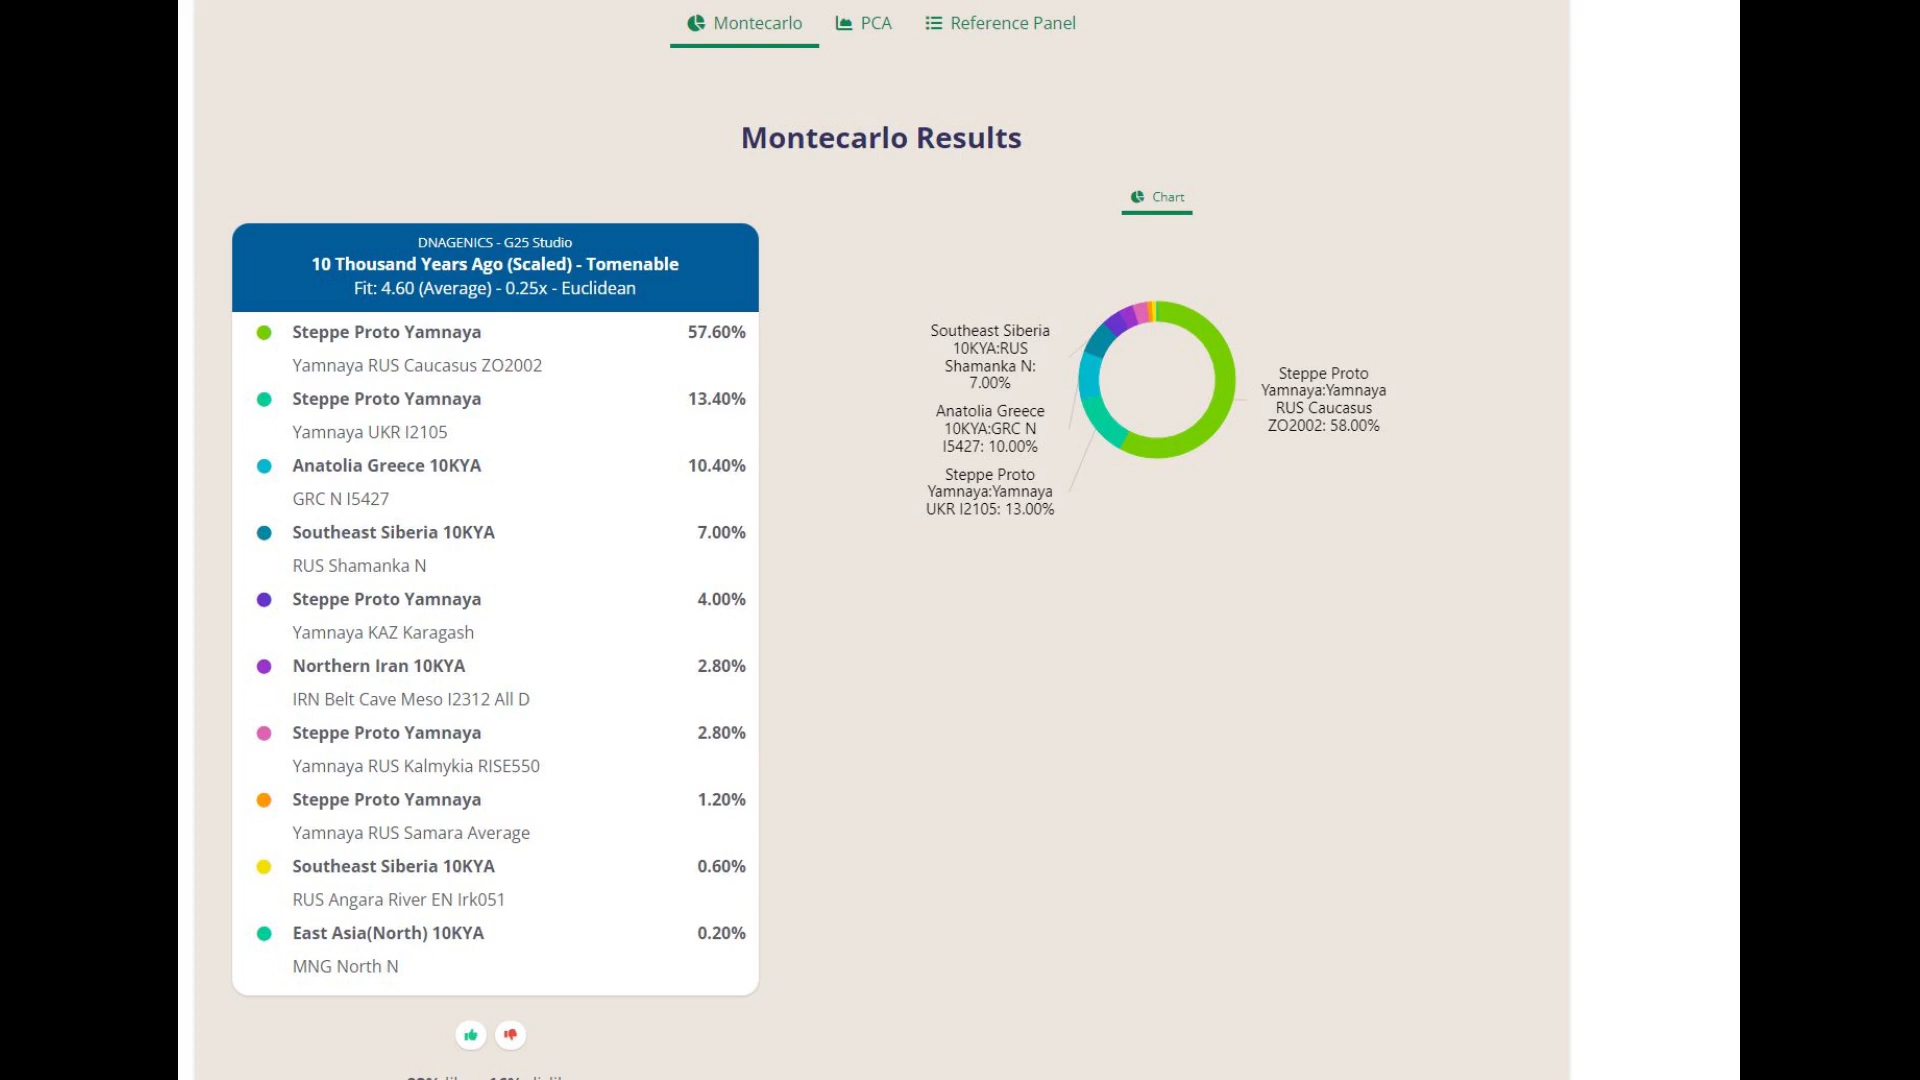 Montecarlo
PCA
Reference Panel
Montecarlo Results
Chart
DNAGENICS - G25 Studio
10 Thousand Years Ago (Scaled) - Tomenable
Fit: 4.60 (Average) - 0.25x - Euclidean
Steppe Proto Yamnaya 57.60%
Yamnaya RUS Caucasus ZO2002
Steppe Proto Yamnaya 13.40%
Yamnaya UKR I2105
Anatolia Greece 10KYA 10.40%
GRC N I5427
Southeast Siberia 10KYA 7.00%
RUS Shamanka N
Steppe Proto Yamnaya 4.00%
Yamnaya KAZ Karagash
Northern Iran 10KYA 2.80%
IRN Belt Cave Meso I2312 All D
Steppe Proto Yamnaya 2.80%
Yamnaya RUS Kalmykia RISE550
Steppe Proto Yamnaya 1.20%
Yamnaya RUS Samara Average
Southeast Siberia 10KYA 0.60%
RUS Angara River EN Irk051
East Asia(North) 10KYA 0.20%
MNG North N
Southeast Siberia
10KYA:RUS
Shamanka N:
7.00%
Anatolia Greece
10KYA:GRC N
I5427: 10.00%
Steppe Proto
Yamnaya:Yamnaya
UKR I2105: 13.00%
Steppe Proto
Yamnaya:Yamnaya
RUS Caucasus
ZO2002: 58.00%